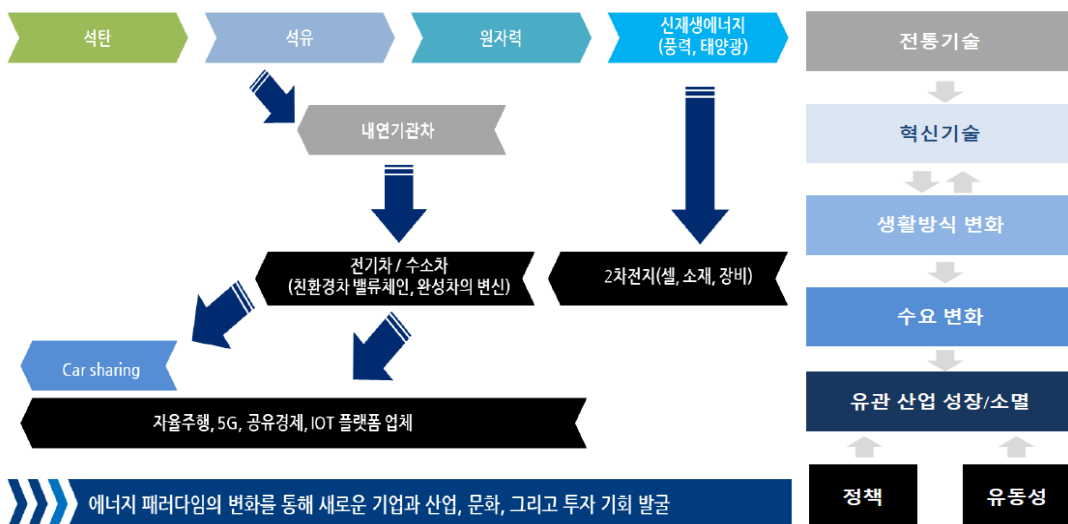 석탄
석유
원자력
신재생에너지
(풍력, 태양광)
내연기관차
전기차 / 수소차
(친환경차 밸류체인, 완성차의 변신)
2차전지(셀, 소재, 장비)
Car sharing
자율주행, 5G, 공유경제, IOT 플랫폼 업체
에너지 패러다임의 변화를 통해 새로운 기업과 산업, 문화, 그리고 투자 기회 발굴
전통기술
혁신기술
생활방식 변화
수요 변화
유관 산업 성장/소멸
정책
유동성